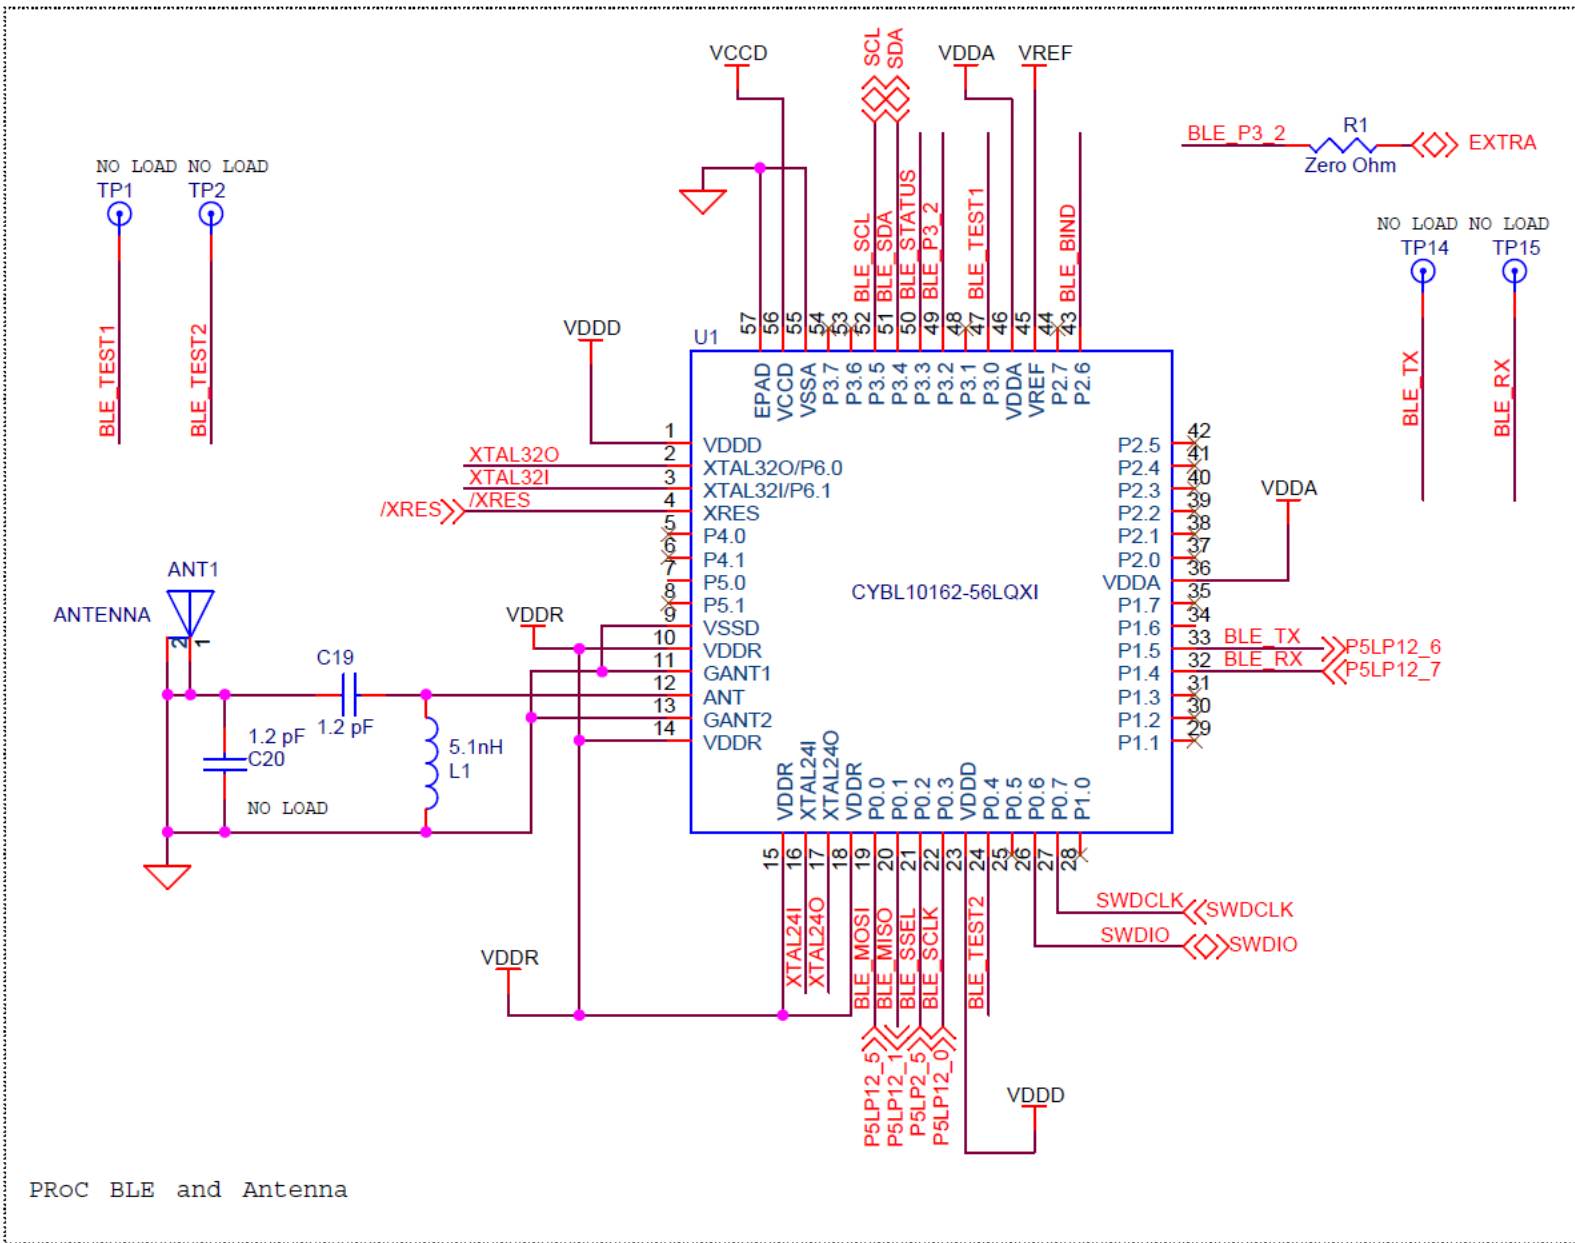 VCCD
SCL
SDA
VDDA
VREF
BLE_P3_2
R1
Zero Ohm
EXTRA
NO LOAD
TP1
BLE_TEST1
NO LOAD
TP2
BLE_TEST2
NO LOAD
TP14
BLE_TX
NO LOAD
TP15
BLE_RX
BLE_SCL
BLE_SDA
BLE_STATUS
BLE_P3_2
BLE_TEST1
BLE_BIND
57
56
55
54
53
52
51
50
49
48
47
46
45
44
43
U1
EPAD
VCCD
VSSA
P3.7
P3.6
P3.5
P3.4
P3.3
P3.2
P3.1
P3.0
VDDA
VREF
P2.7
P2.6
VDDD
1 VDDD
XTAL32O 2 XTAL32O/P6.0
XTAL32I 3 XTAL32I/P6.1
/XRES /XRES 4 XRES
5 P4.0
6 P4.1
7 P5.0
8 P5.1
9 VSSD
VDDR
10 VDDR
11 GANT1
12 ANT
13 GANT2
14 VDDR
CYBL10162-56LQXI
P2.5 42
P2.4 41
P2.3 40
P2.2 39
P2.1 38
P2.0 37
VDDA 36
VDDA
P1.7 35
P1.6 34
P1.5 33 BLE_TX P5LP12_6
P1.4 32 BLE_RX P5LP12_7
P1.3 31
P1.2 30
P1.1 29
ANT1
ANTENNA
2
1
C19
1.2 pF
1.2 pF
C20
NO LOAD
5.1nH
L1
VDDR
XTAL24I
XTAL24O
VDDR
P0.0
P0.1
P0.2
P0.3
VDDD
P0.4
P0.5
P0.6
P0.7
P1.0
15
16
17
18
19
20
21
22
23
24
25
26
27
28
XTAL24I
XTAL24O
BLE_MOSI
BLE_MISO
BLE_SSEL
BLE_SCLK
BLE_TEST2
SWDCLK SWDCLK
SWDIO SWDIO
VDDR
P5LP12_5
P5LP12_1
P5LP2_5
P5LP12_0
VDDD
PRoC BLE and Antenna